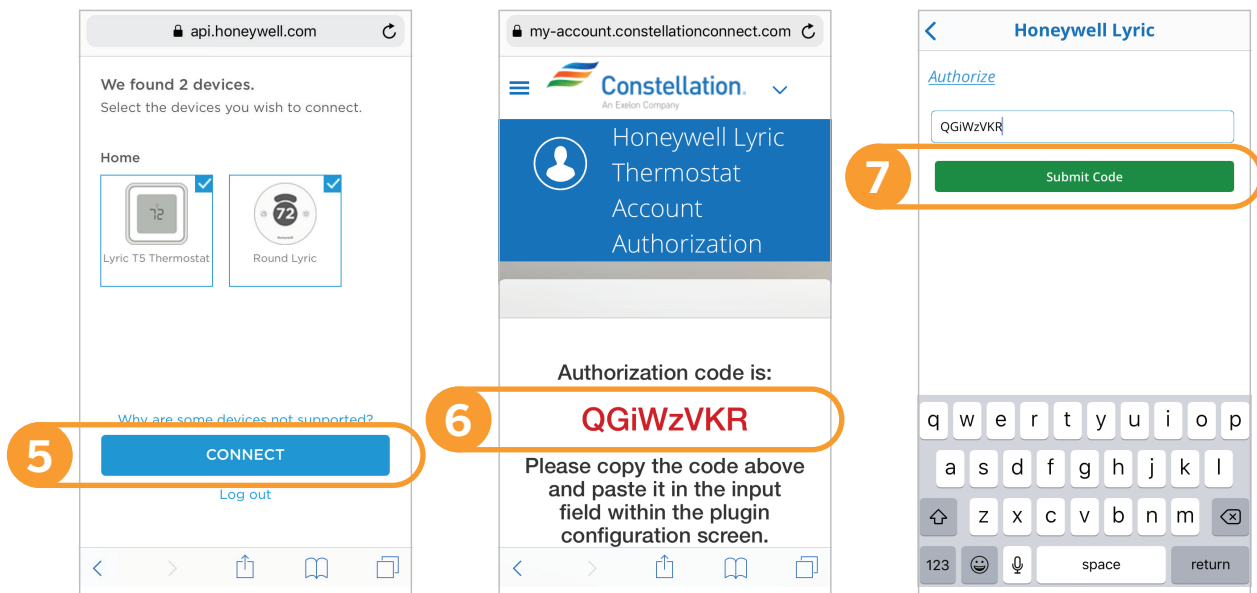 api.honeywell.com
We found 2 devices.
Select the devices you wish to connect.
Home
72
Lyric T5 Thermostat
72
Honeywell
Round Lyric
Why are some devices not supported?
5
CONNECT
Log out
my-account.constellationconnect.com
Constellation.
An Exelon Company
Honeywell Lyric
Thermostat
Account
Authorization
Authorization code is:
6
QGiWzVKR
Please copy the code above
and paste it in the input
field within the plugin
configuration screen.
Honeywell Lyric
Authorize
QGiWzVKR
7
Submit Code
q w e r t y u i o p
a s d f g h j k l
z x c v b n m
123 space return